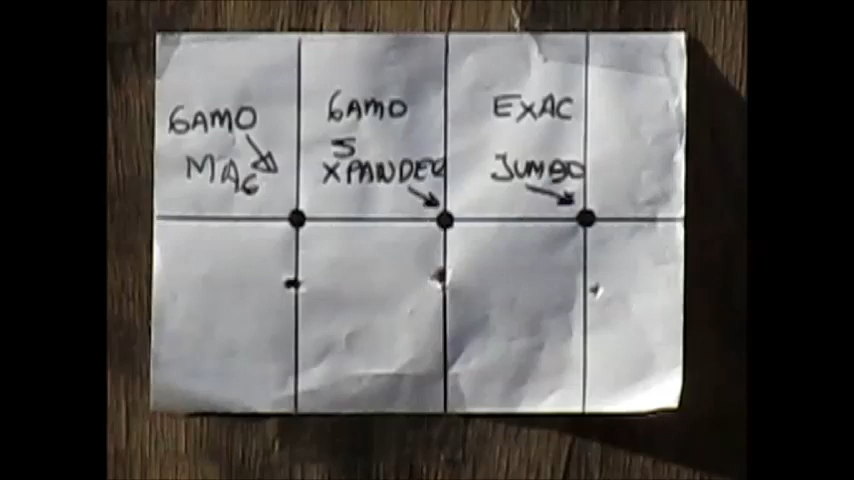 GAMO
MAG
GAMO
S
XPANDER
EXAC
JUMBO